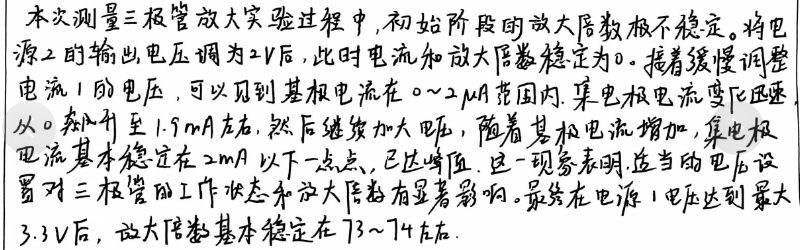 本次测量三极管放大实验过程中,初始阶段的放大倍数极不稳定。将电
源2的输出电压调为2V后,此时电流和放大倍数稳定为0。接着缓慢调整
电流1的电压,可以见到基极电流在0~2μA范围内.集电极电流变化迅速,
从0飙升至1.9mA左右,然后继续加大电压,随着基极电流增加,集电极
电流基本稳定在2mA以下一点点,已达峰值.这一现象表明:适当的电压设
置对三极管的工作状态和放大倍数有显著影响。最终在电源1电压达到最大
3.3V后,放大倍数基本稳定在73~74左右.